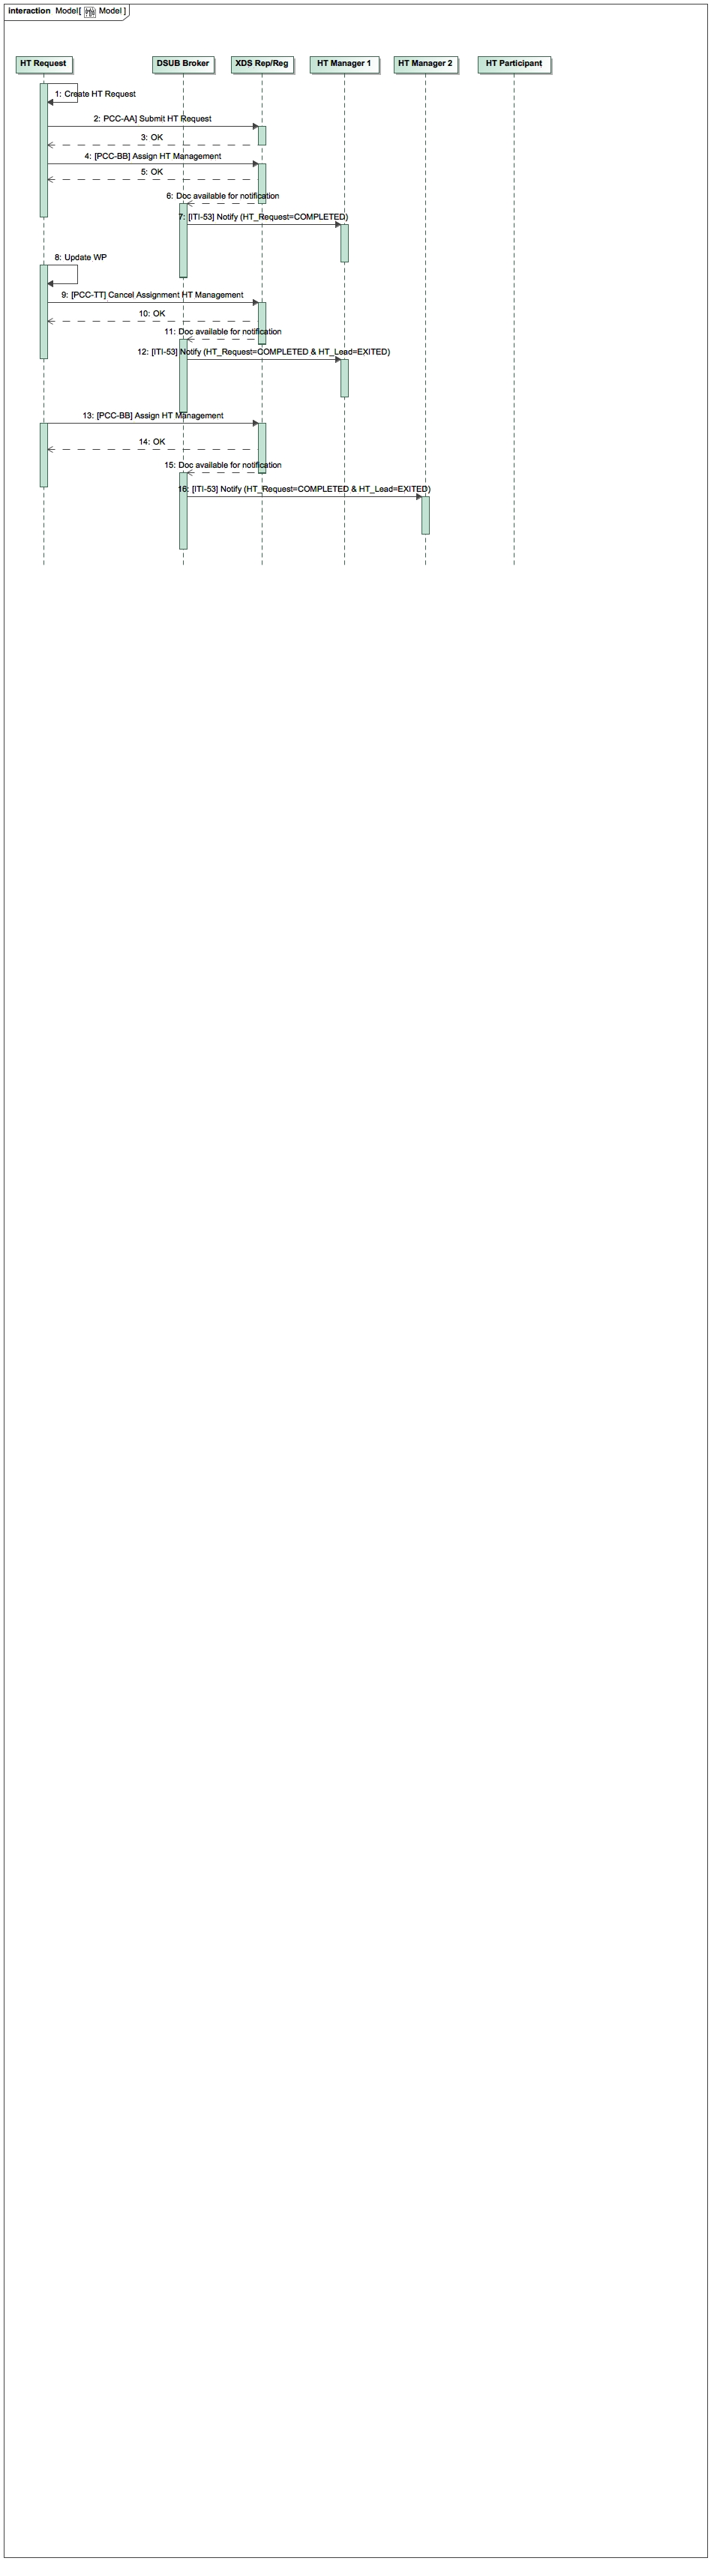 interaction Model[ Model ]
HT Request
DSUB Broker
XDS Rep/Reg
HT Manager 1
HT Manager 2
HT Participant
1: Create HT Request
2: PCC-AA] Submit HT Request
3: OK
4: [PCC-BB] Assign HT Management
5: OK
6: Doc available for notification
7: [ITI-53] Notify (HT_Request=COMPLETED)
8: Update WP
9: [PCC-TT] Cancel Assignment HT Management
10: OK
11: Doc available for notification
12: [ITI-53] Notify (HT_Request=COMPLETED & HT_Lead=EXITED)
13: [PCC-BB] Assign HT Management
14: OK
15: Doc available for notification
16: [ITI-53] Notify (HT_Request=COMPLETED & HT_Lead=EXITED)